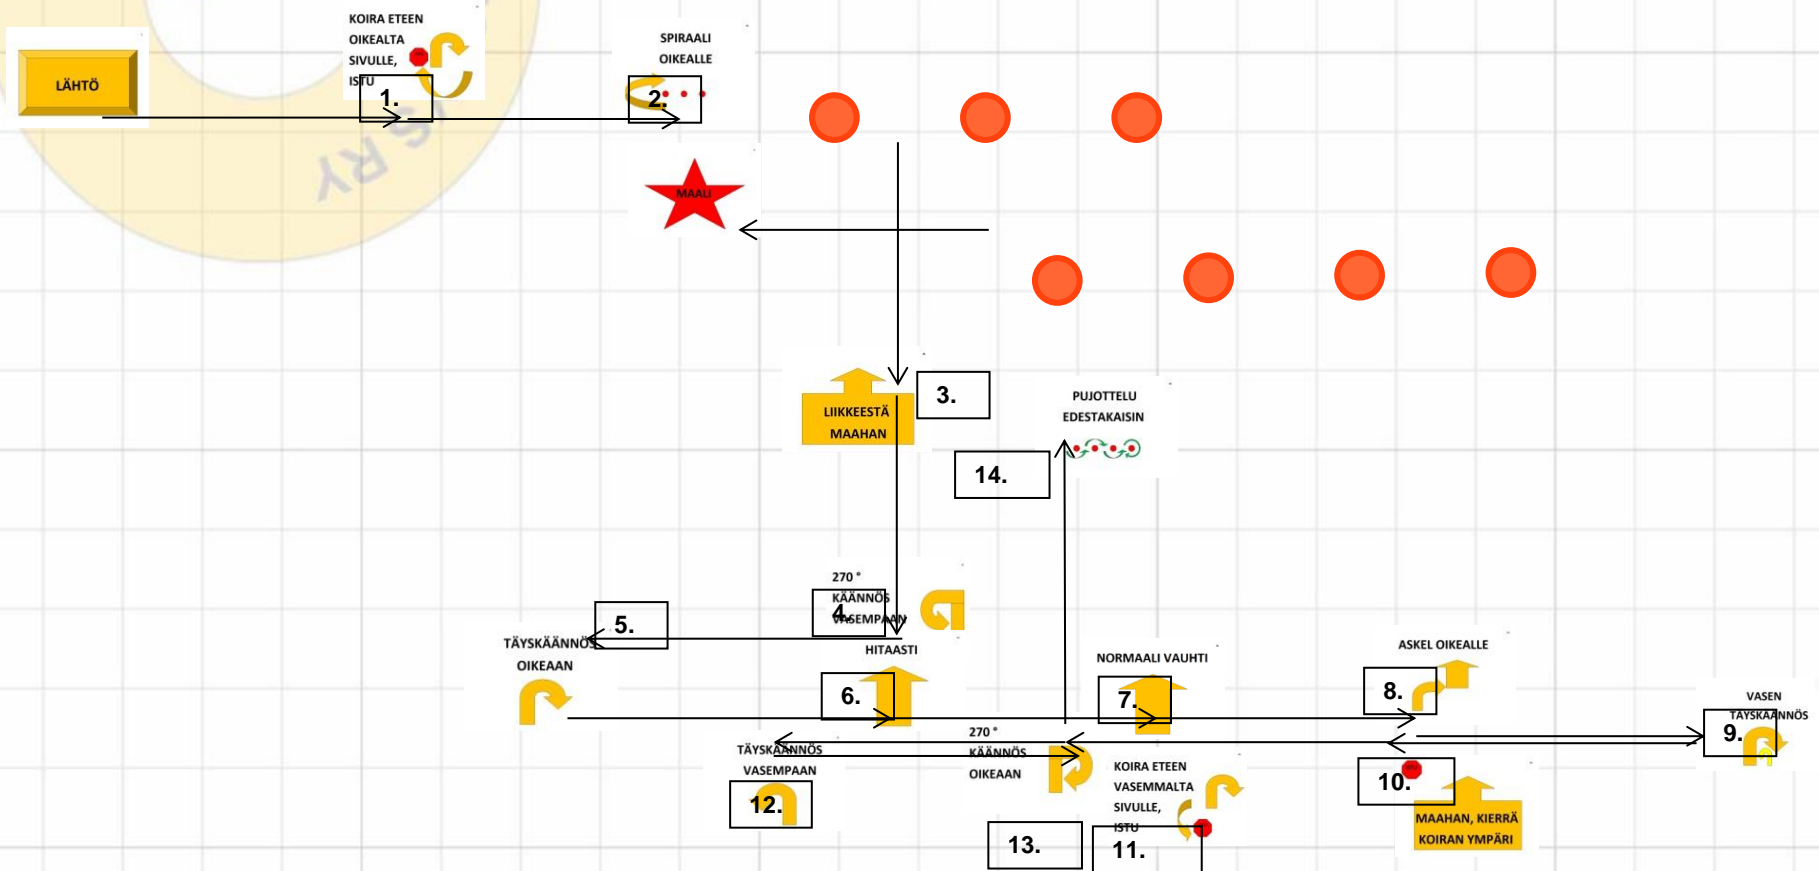 LÄHTÖ
KOIRA ETEEN
OIKEALTA
SIVULLE,
ISTU
1.
SPIRAALI
OIKEALLE
2.
S RY
MAALI
3.
LIIKKEESTÄ
MAAHAN
PUJOTTELU
EDESTAKAISIN
14.
270 °
KÄÄNNÖS
VASEMPAAN
4.
5.
TÄYSKÄÄNNÖS
OIKEAAN
HITAASTI
6.
NORMAALI VAUHTI
7.
ASKEL OIKEALLE
8.
VASEN
TÄYSKÄÄNNÖS
9.
270 °
KÄÄNNÖS
OIKEAAN
13.
TÄYSKÄÄNNÖS
VASEMPAAN
12.
KOIRA ETEEN
VASEMMALTA
SIVULLE,
ISTU
11.
10.
MAAHAN, KIERRÄ
KOIRAN YMPÄRI